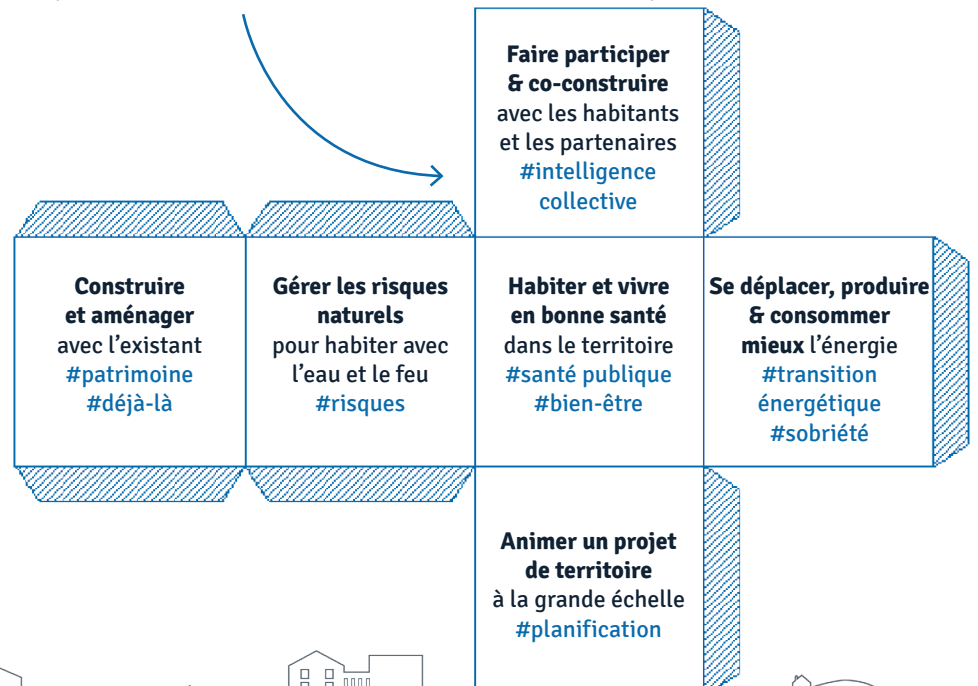 Faire participer
& co-construire
avec les habitants
et les partenaires
#intelligence
collective
Construire
et aménager
avec l'existant
#patrimoine
#déjà-là
Gérer les risques
naturels
pour habiter avec
l'eau et le feu
#risques
Habiter et vivre
en bonne santé
dans le territoire
#santé publique
#bien-être
Se déplacer, produire
& consommer
mieux l'énergie
#transition
énergétique
#sobriété
Animer un projet
de territoire
à la grande échelle
#planification